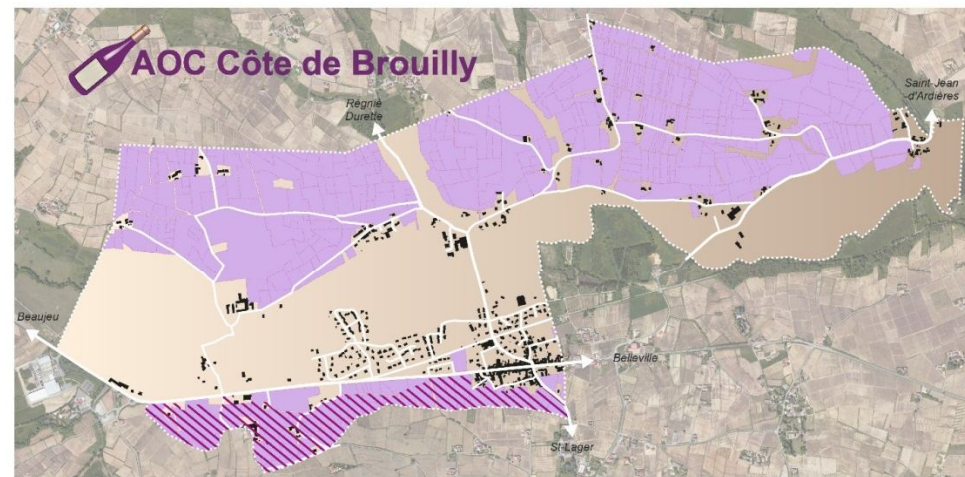 AOC Côte de Brouilly
Régnié
Durette
Saint-Jean
-d'Ardières
Beaujeu
Belleville
St-Lager